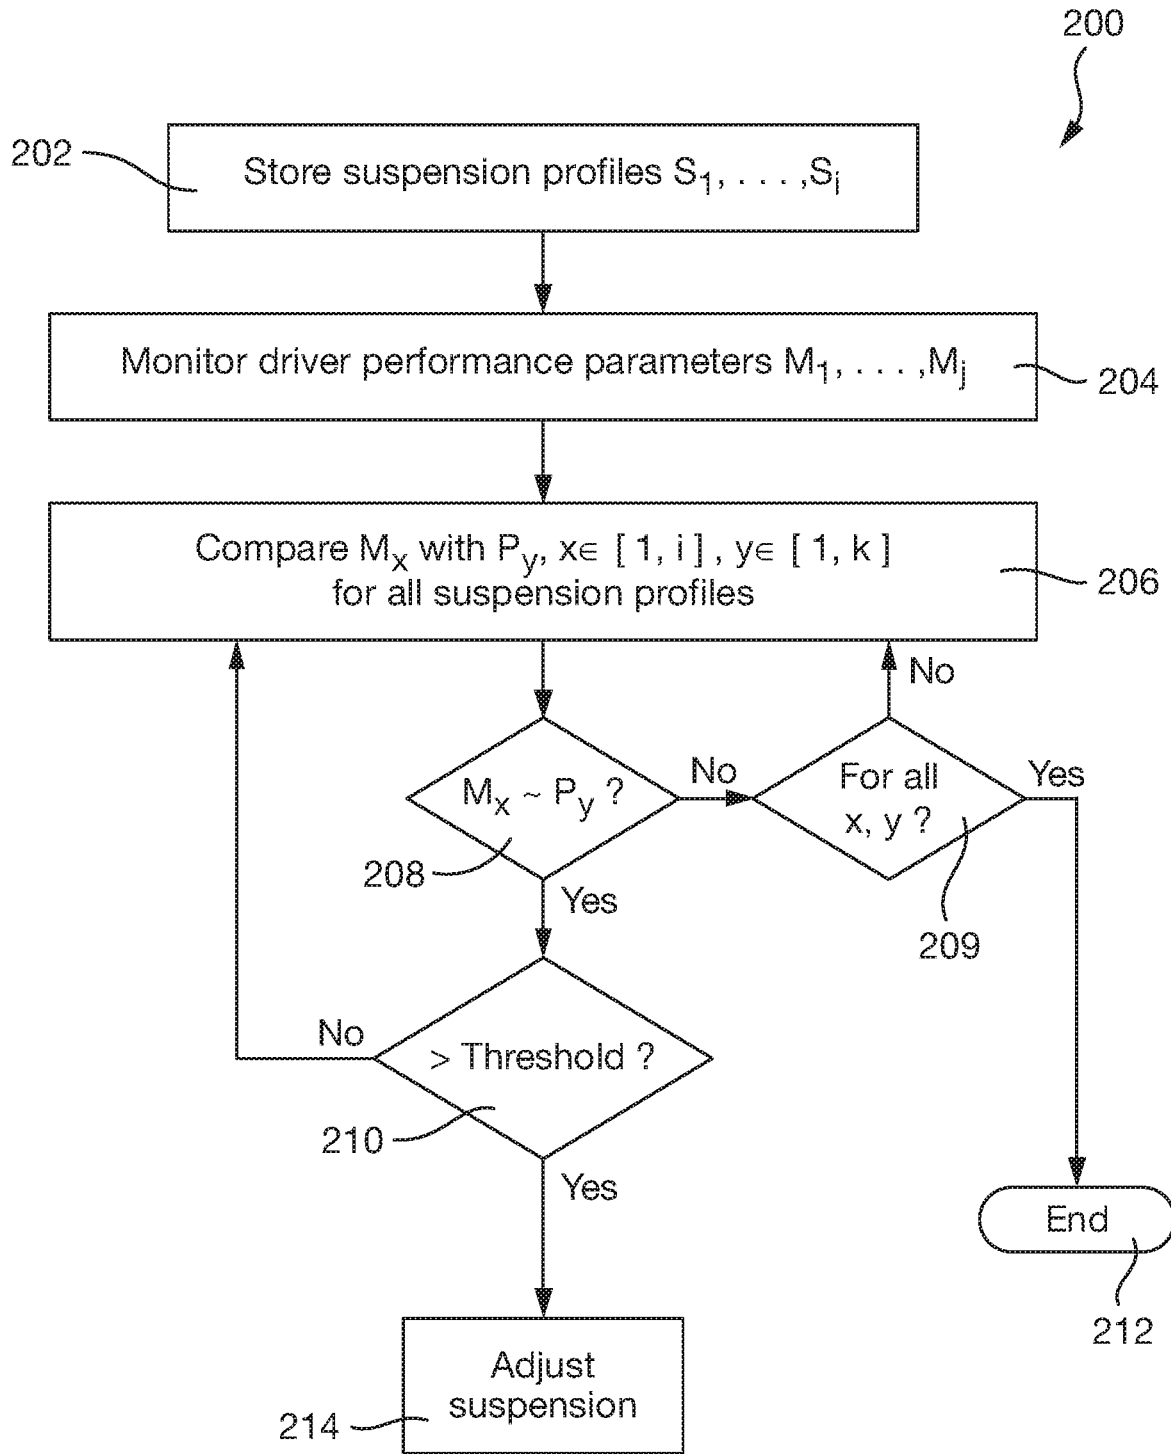 200
202
Store suspension profiles S₁, . . . ,Sᵢ
Monitor driver performance parameters M₁, . . . ,Mⱼ
204
Compare Mₓ with P_y, x∈ [ 1, i ] , y∈ [ 1, k ]
for all suspension profiles
206
No
Mₓ ~ P_y ?
No
For all
x, y ?
Yes
208
Yes
209
No
> Threshold ?
210
Yes
End
212
Adjust
suspension
214